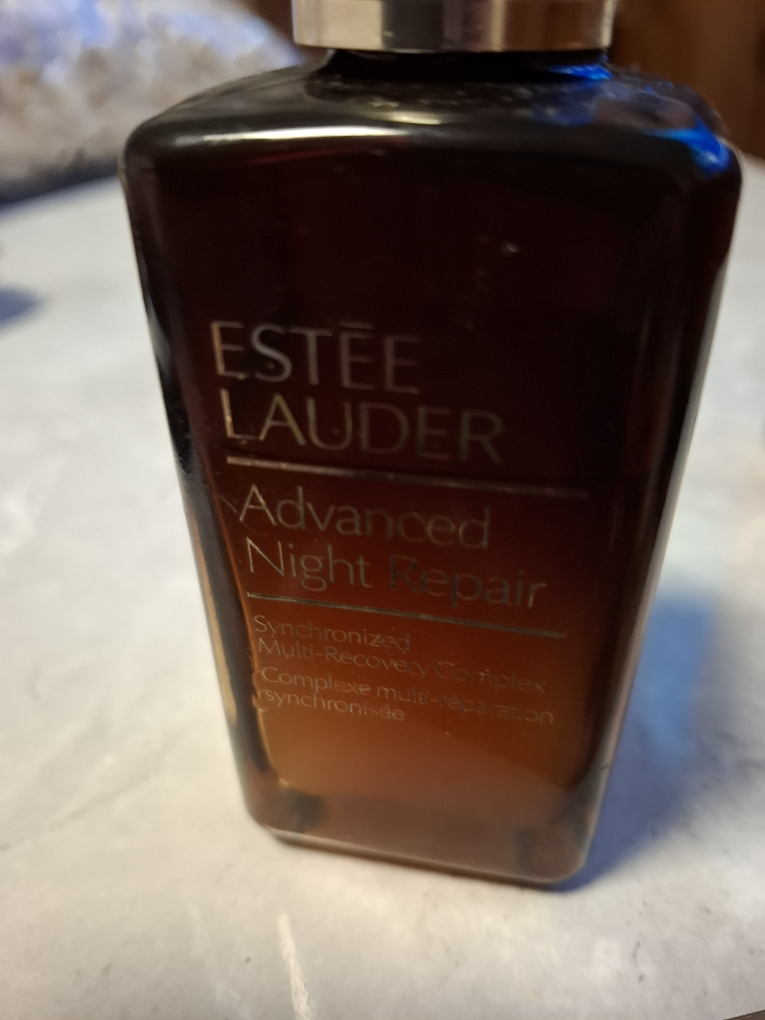 ESTĒE
LAUDER
Advanced
Night Repair
Synchronized
Multi-Recovery Complex
Complexe multi-réparation
synchronisée